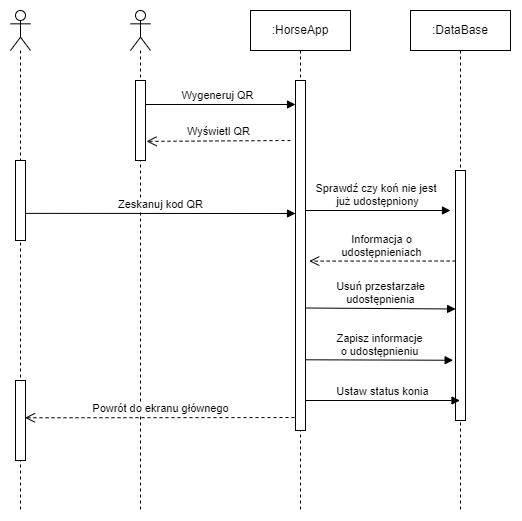 :HorseApp
:DataBase
Wygeneruj QR
Wyświetl QR
Sprawdź czy koń nie jest
już udostępniony
Zeskanuj kod QR
Informacja o
udostępnieniach
Usuń przestarzałe
udostępnienia
Zapisz informacje
o udostępnieniu
Ustaw status konia
Powrót do ekranu głównego